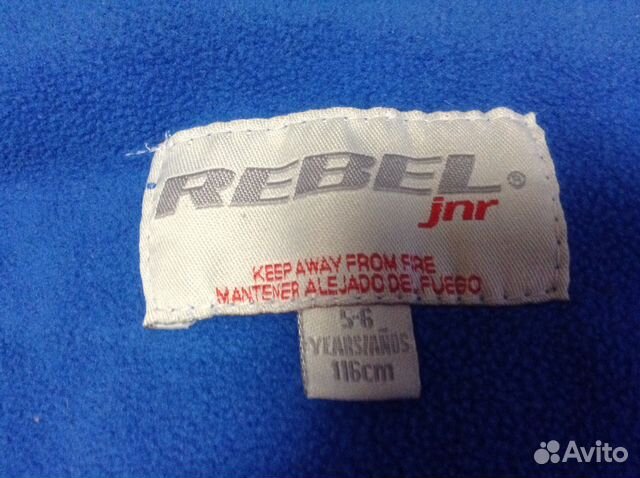 REBEL®
jnr
KEEP AWAY FROM FIRE
MANTENER ALEJADO DEL FUEGO
5-6
YEARS/AÑOS
116cm
Avito